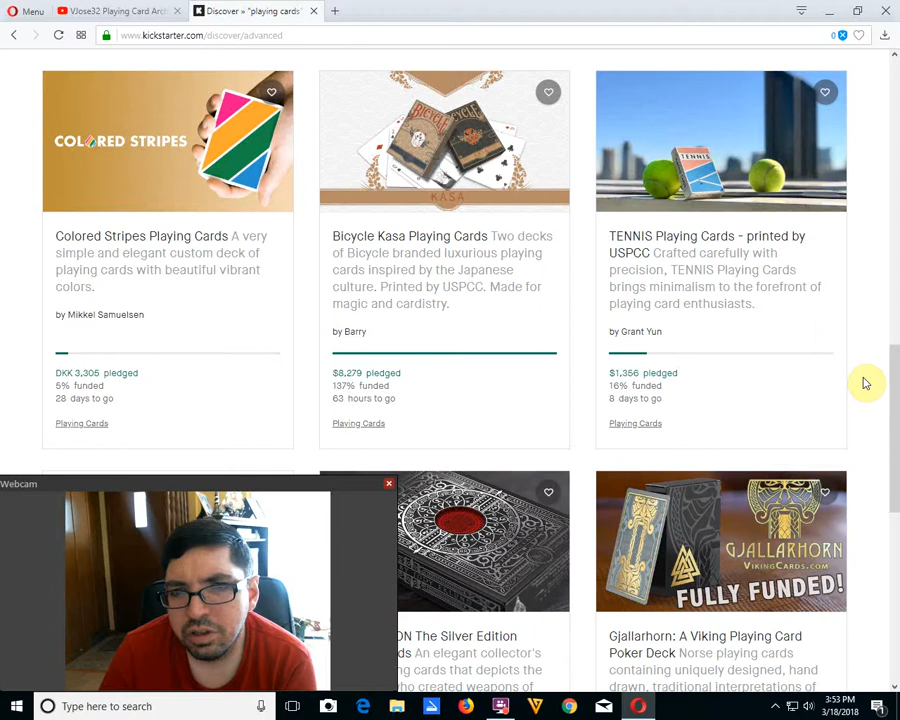 Menu
VJose32 Playing Card Arch
Discover » "playing cards"
www.kickstarter.com/discover/advanced
0
COLORED STRIPES
BICYCLE
BICYCLE
KASA
TENNIS
Colored Stripes Playing Cards A very
simple and elegant custom deck of
playing cards with beautiful vibrant
colors.
by Mikkel Samuelsen
DKK 3,305 pledged
5% funded
28 days to go
Playing Cards
Bicycle Kasa Playing Cards Two decks
of Bicycle branded luxurious playing
cards inspired by the Japanese
culture. Printed by USPCC. Made for
magic and cardistry.
by Barry
$8,279 pledged
137% funded
63 hours to go
Playing Cards
TENNIS Playing Cards - printed by
USPCC Crafted carefully with
precision, TENNIS Playing Cards
brings minimalism to the forefront of
playing card enthusiasts.
by Grant Yun
$1,356 pledged
16% funded
8 days to go
Playing Cards
Webcam
GJALLARHORN
VIKINGCARDS.COM
FULLY FUNDED!
ON The Silver Edition
ds An elegant collector's
ng cards that depicts the
who created weapons of
Gjallarhorn: A Viking Playing Card
Poker Deck Norse playing cards
containing uniquely designed, hand
drawn, traditional interpretations of
Type here to search
3:53 PM
3/18/2018
1